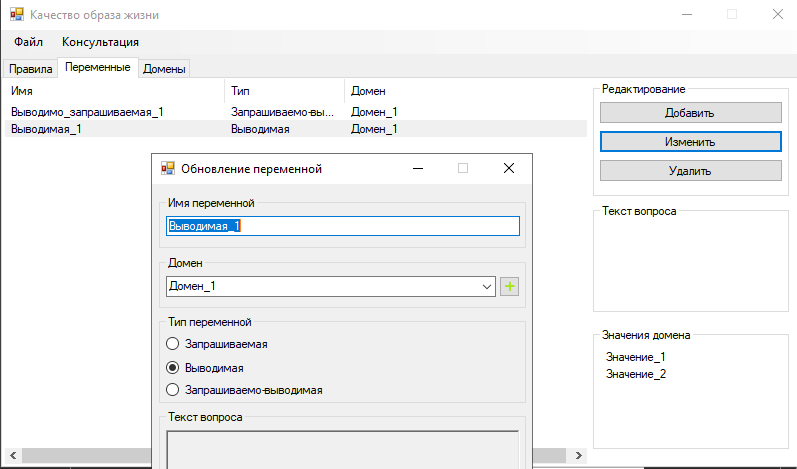 Качество образа жизни
Файл Консультация
Правила Переменные Домены
Имя Тип Домен
Выводимо_запрашиваемая_1 Запрашиваемо-вы... Домен_1
Выводимая_1 Выводимая Домен_1
Редактирование
Добавить
Изменить
Удалить
Текст вопроса
Значения домена
Значение_1
Значение_2
Обновление переменной
Имя переменной
Выводимая_1
Домен
Домен_1
Тип переменной
Запрашиваемая
Выводимая
Запрашиваемо-выводимая
Текст вопроса